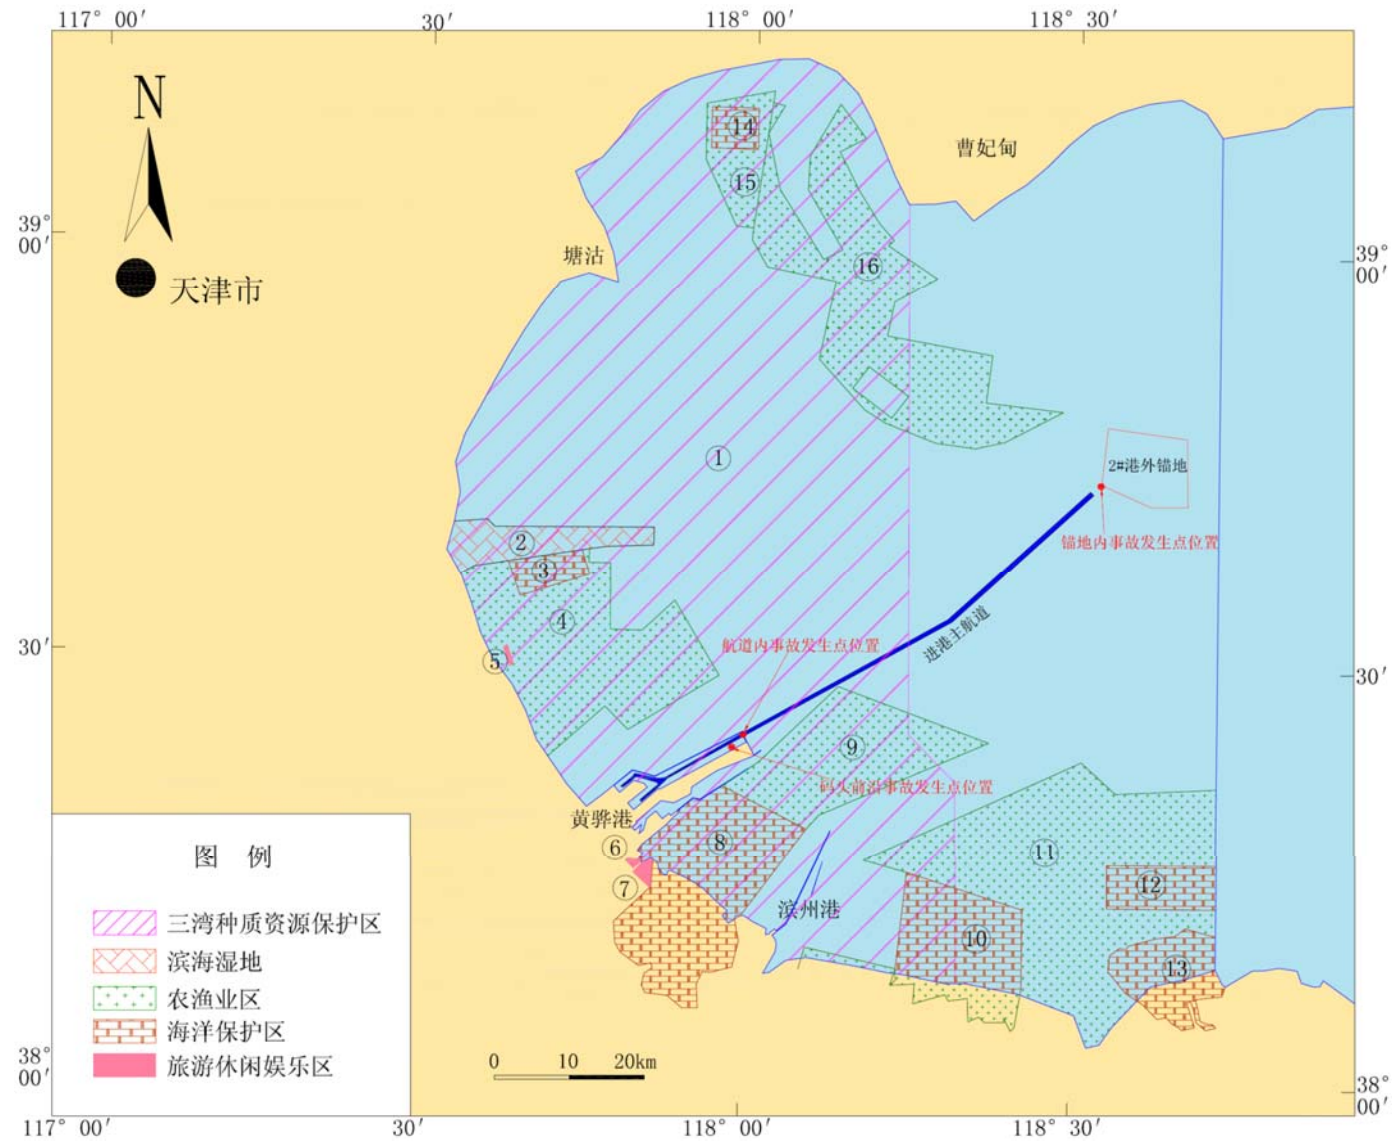 117° 00′
30′
118° 00′
118° 30′
N
曹妃甸
14
15
39°
00′
塘沽
16
39°
00′
天津市
1
2#港外锚地
2
锚地内事故发生点位置
3
4
进港主航道
30′
航道内事故发生点位置
5
30′
9
码头前沿事故发生点位置
黄骅港
8
6
11
图 例
7
12
滨州港
三湾种质资源保护区
10
滨海湿地
13
农渔业区
海洋保护区
旅游休闲娱乐区
0 10 20km
38°
00′
38°
00′
117° 00′
30′
118° 00′
118° 30′